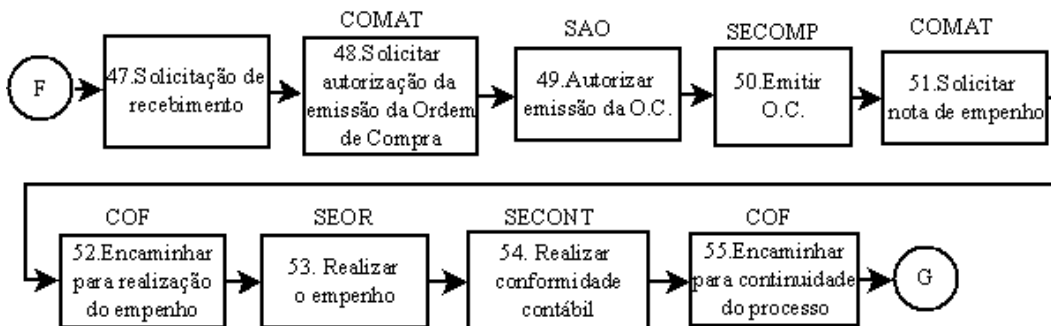 F
47.Solicitação de
recebimento
COMAT
48.Solicitar
autorização da
emissão da Ordem
de Compra
SAO
49.Autorizar
emissão da O.C.
SECOMP
50.Emitir
O.C.
COMAT
51.Solicitar
nota de empenho
COF
52.Encaminhar
para realização
do empenho
SEOR
53. Realizar
o empenho
SECONT
54. Realizar
conformidade
contábil
COF
55.Encaminhar
para continuidade
do processo
G